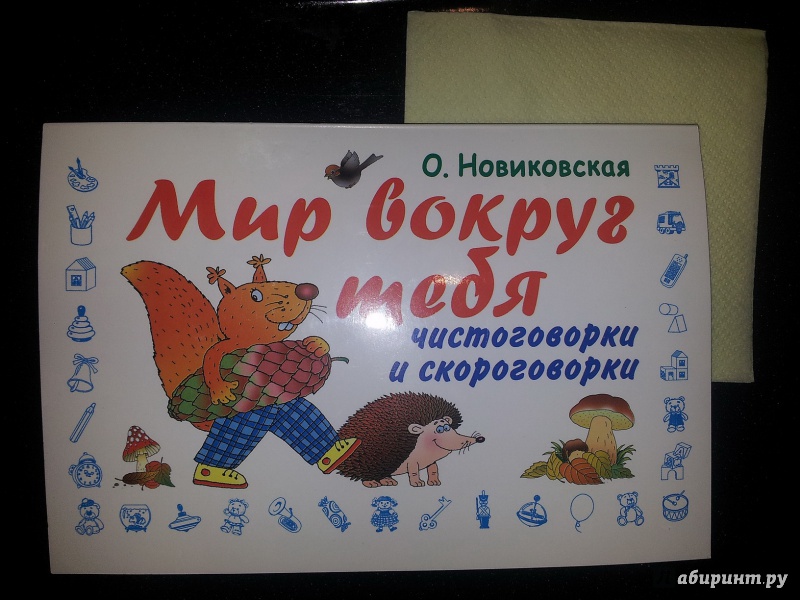 О. Новиковская
Мир вокруг
тебя
чистоговорки
и скороговорки
абиринт.ру